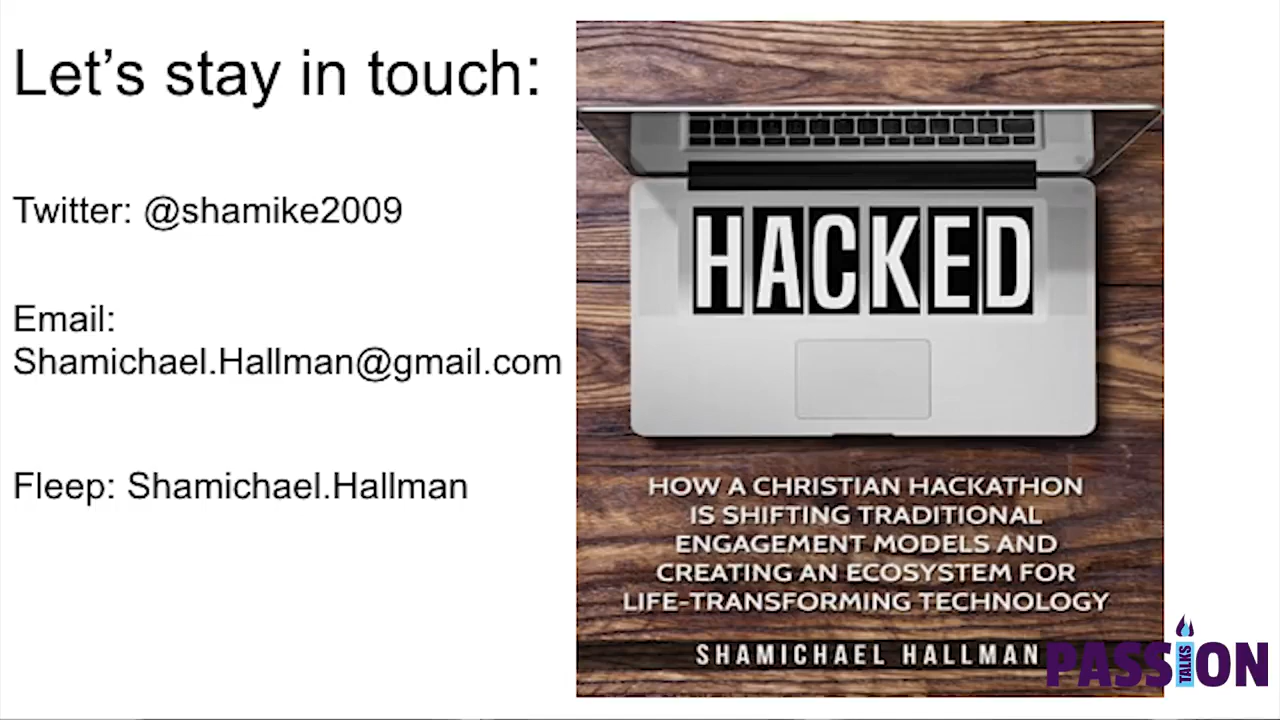 Let's stay in touch:
Twitter: @shamike2009
Email:
Shamichael.Hallman@gmail.com
Fleep: Shamichael.Hallman
HACKED
HOW A CHRISTIAN HACKATHON
IS SHIFTING TRADITIONAL
ENGAGEMENT MODELS AND
CREATING AN ECOSYSTEM FOR
LIFE-TRANSFORMING TECHNOLOGY
SHAMICHAEL HALLMAN
PASSION
TALKS